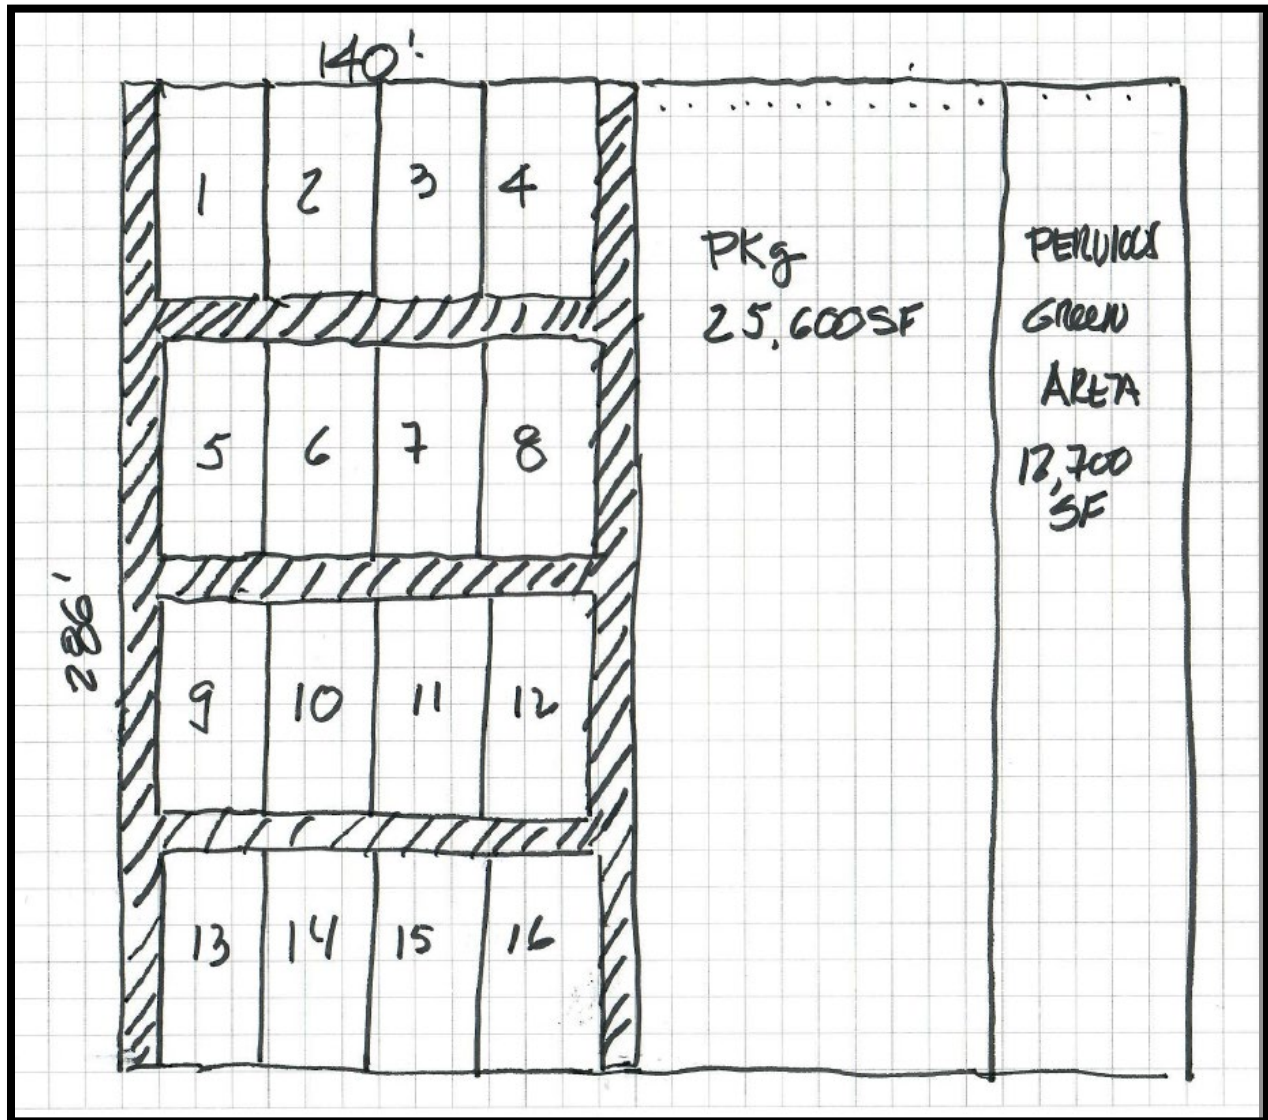 140'
1 2 3 4
PKg
25,600SF
PERVIOUS
GREEN
AREA
12,700
SF
5 6 7 8
286'
9 10 11 12
13 14 15 16